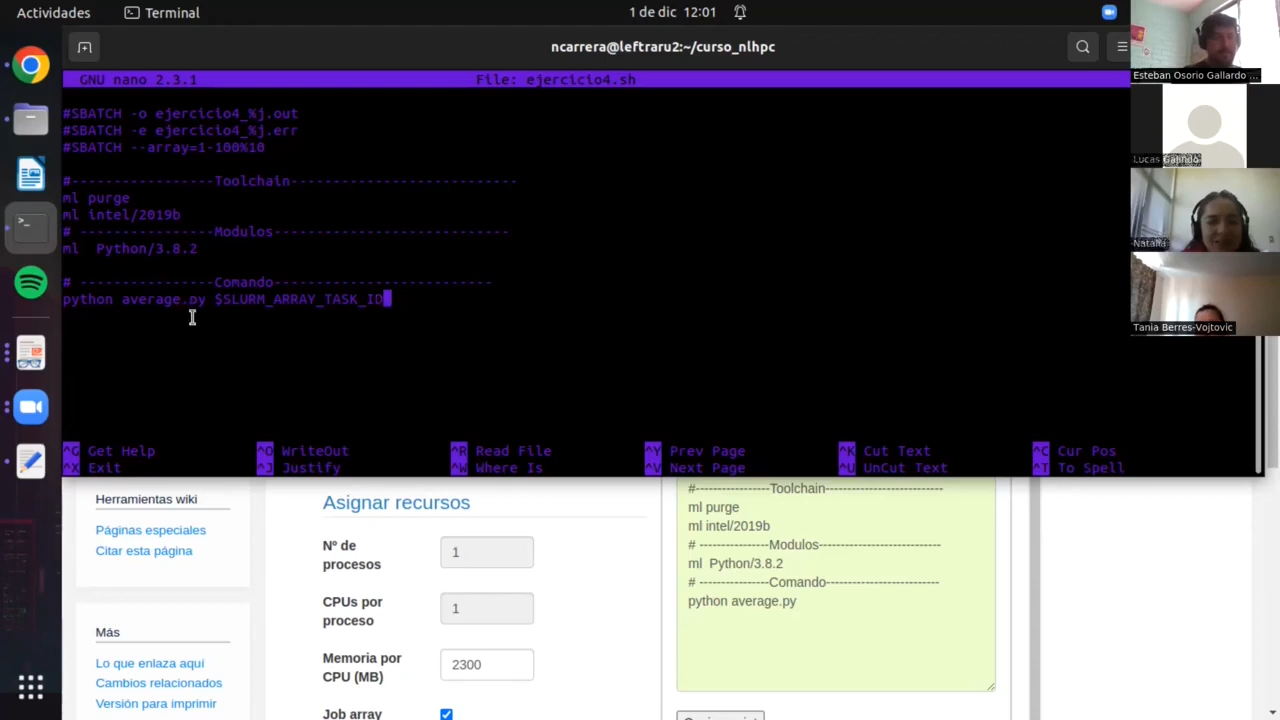 Actividades
Terminal
1 de dic 12:01
ncarrera@leftraru2:~/curso_nlhpc
GNU nano 2.3.1
File: ejercicio4.sh
#SBATCH -o ejercicio4_%j.out
#SBATCH -e ejercicio4_%j.err
#SBATCH --array=1-100%10
#-----------------Toolchain---------------------------
ml purge
ml intel/2019b
# ----------------Modulos----------------------------
ml  Python/3.8.2
# ----------------Comando--------------------------
python average.py $SLURM_ARRAY_TASK_ID
^G Get Help
^O WriteOut
^R Read File
^Y Prev Page
^K Cut Text
^C Cur Pos
^X Exit
^J Justify
^W Where Is
^V Next Page
^U UnCut Text
^T To Spell
Esteban Osorio Gallardo ...
Lucas Galindo
Natalia
Tania Berres-Vojtovic
Herramientas wiki
Páginas especiales
Citar esta página
Más
Lo que enlaza aquí
Cambios relacionados
Versión para imprimir
Asignar recursos
Nº de
procesos
1
CPUs por
proceso
1
Memoria por
CPU (MB)
2300
Job array
#-----------------Toolchain---------------------------
ml purge
ml intel/2019b
# ----------------Modulos---------------------------
ml  Python/3.8.2
# ----------------Comando--------------------------
python average.py